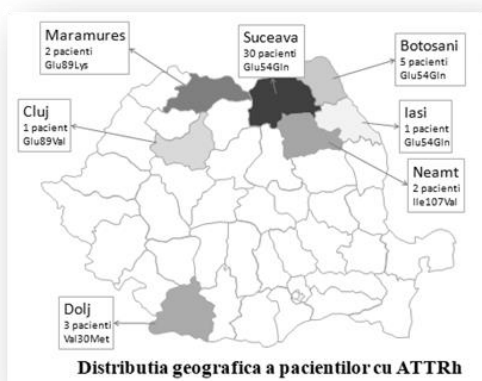 Maramures
2 pacienti
Glu89Lys
Suceava
30 pacienti
Glu54Gln
Botosani
5 pacienti
Glu54Gln
Cluj
1 pacient
Glu89Val
Iasi
1 pacient
Glu54Gln
Neamt
2 pacienti
Ile107Val
Dolj
3 pacienti
Val30Met
Distributia geografica a pacientilor cu ATTRh